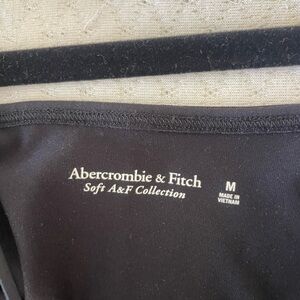 Abercrombie & Fitch
Soft A&F Collection
M
MADE IN
VIETNAM